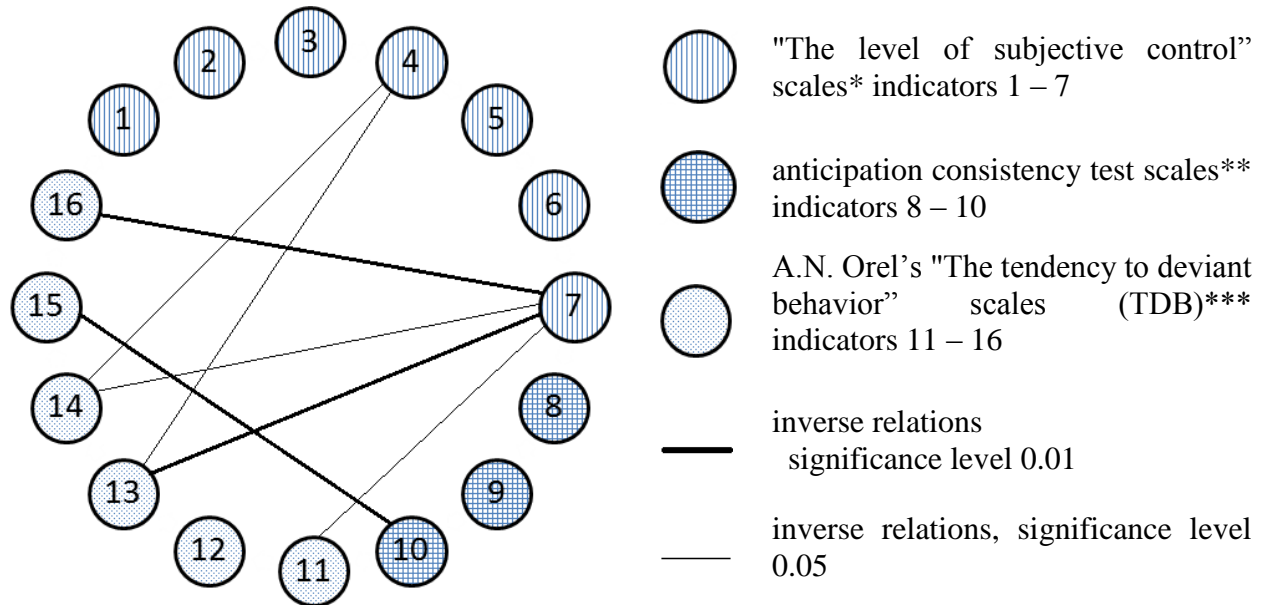 3
2
4
1
5
16
6
15
7
14
8
13
9
12
11
10
"The level of subjective control”
scales* indicators 1 – 7
anticipation consistency test scales**
indicators 8 – 10
A.N. Orel’s "The tendency to deviant
behavior” scales (TDB)***
indicators 11 – 16
inverse relations
significance level 0.01
inverse relations, significance level
0.05